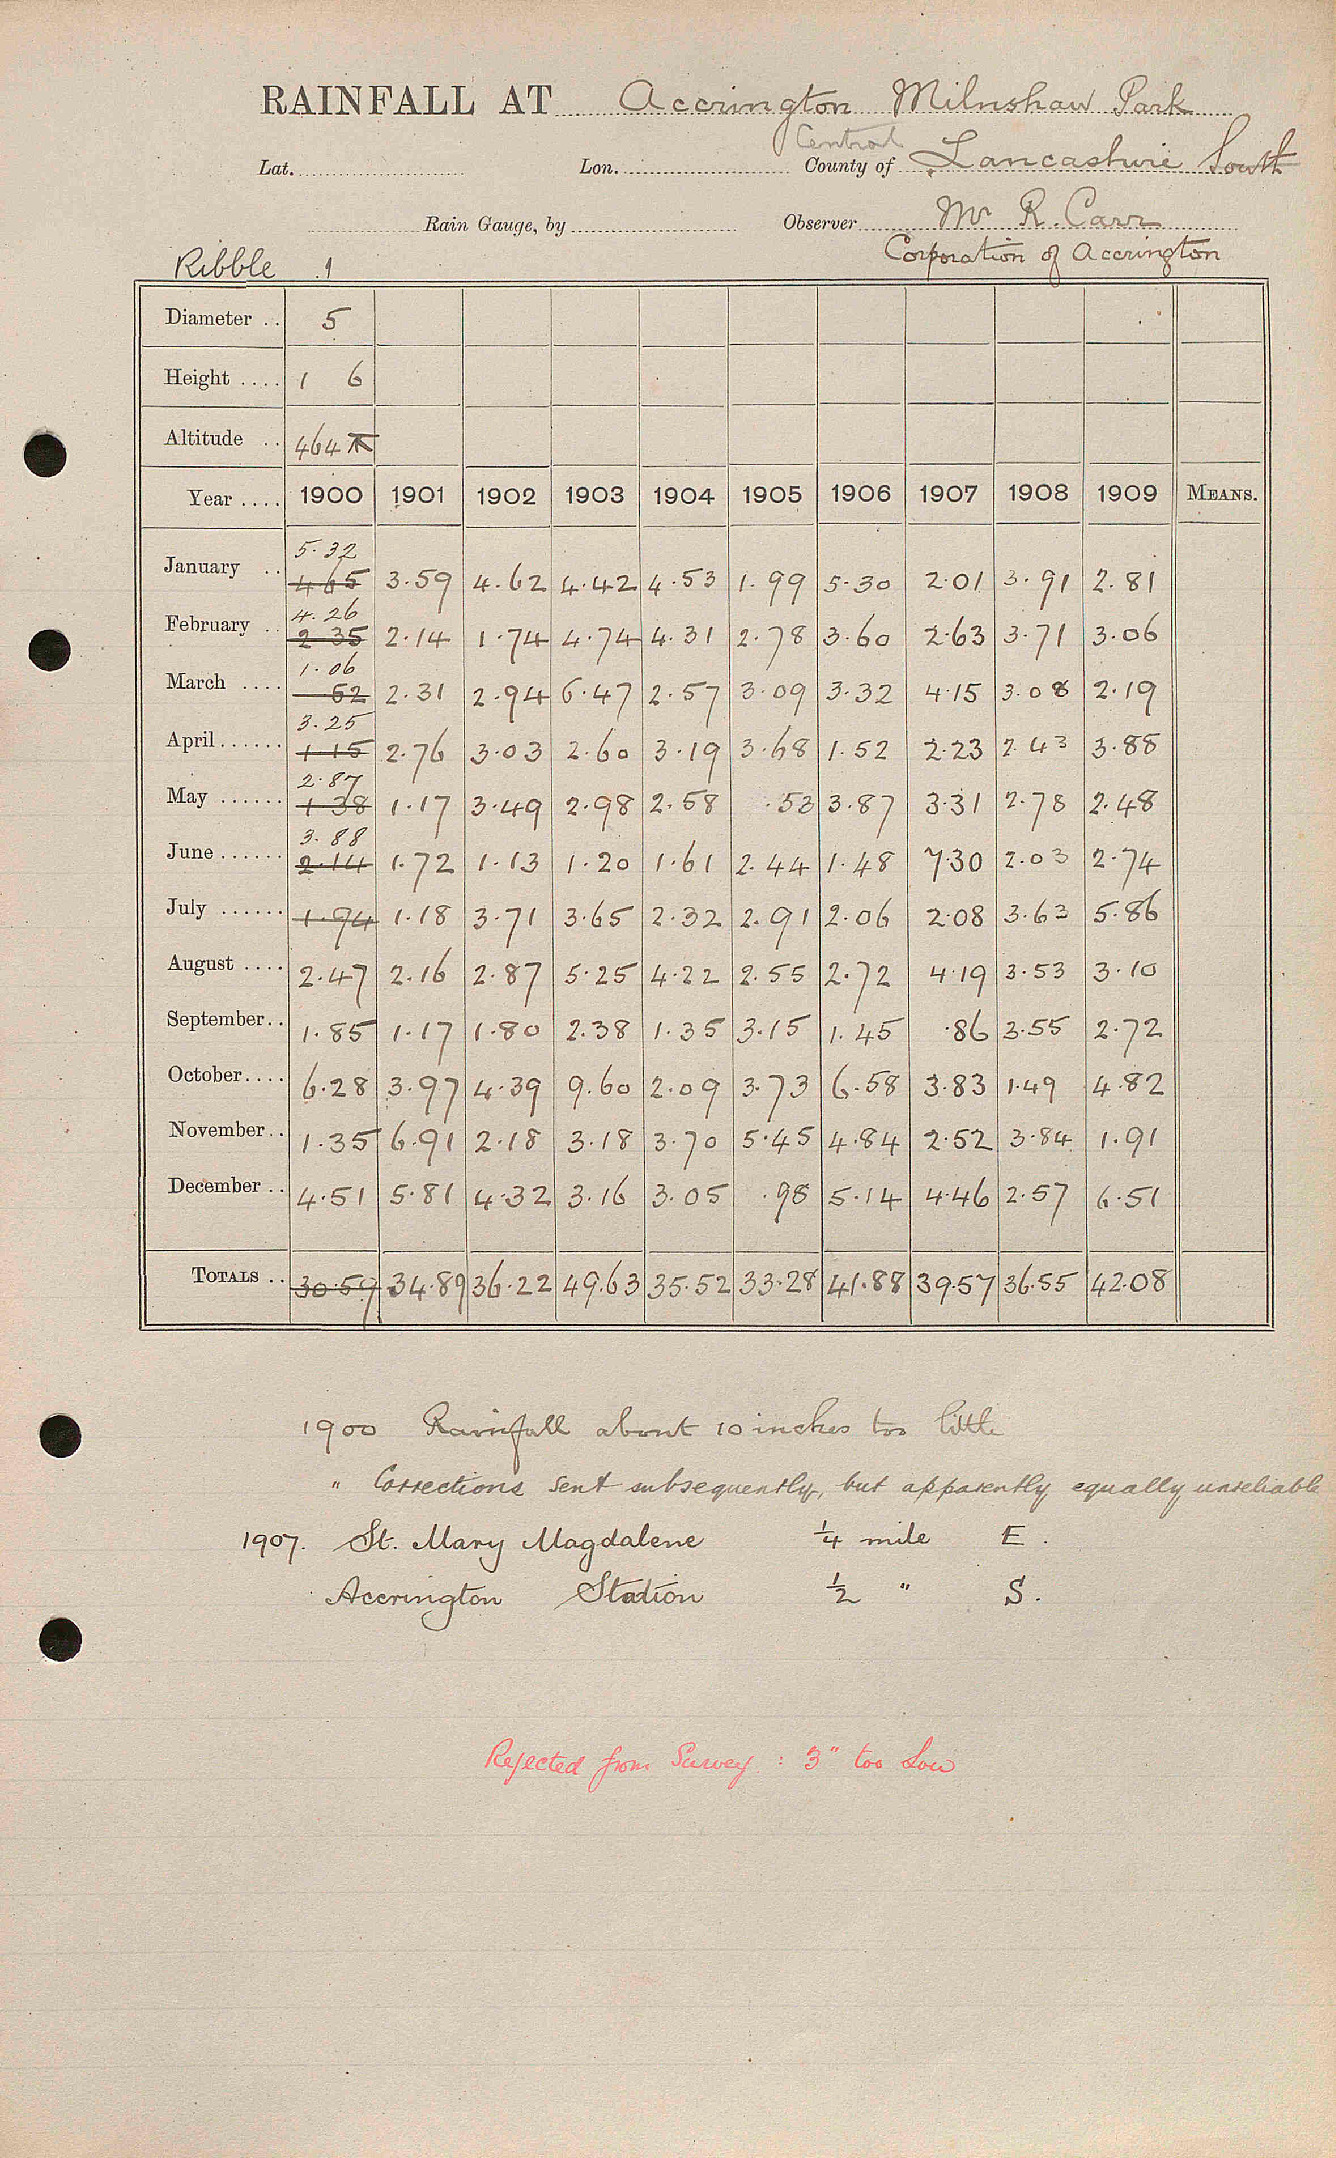 RAINFALL AT Accrington Milnshaw Park
Central
Lat. Lon. County of Lancashire South
Rain Gauge, by Observer Mr R. Carr
Corporation of Accrington
Ribble 1
Diameter .. 5
Height .... 1 6
Altitude .. 464
Year .... 1900 1901 1902 1903 1904 1905 1906 1907 1908 1909 MEANS.
5.32
January .. 4 65 3.59 4.62 4.42 4.53 1.99 5.30 2.01 3.91 2.81
4.26
February .. 2 35 2.14 1.74 4.74 4.31 2.78 3.60 2.63 3.71 3.06
1.06
March .... 62 2.31 2.94 6.47 2.57 3.09 3.32 4.15 3.08 2.19
3.25
April...... 1 15 2.76 3.03 2.60 3.19 3.68 1.52 2.23 2.43 3.88
2.87
May ...... 1 38 1.17 3.49 2.98 2.58 .53 3.87 3.31 2.78 2.48
3.88
June...... 2.14 1.72 1.13 1.20 1.61 2.44 1.48 7.30 2.03 2.74
July ...... 1.94 1.18 3.71 3.65 2.32 2.91 2.06 2.08 3.63 5.86
August .... 2.47 2.16 2.87 5.25 4.22 2.55 2.72 4.19 3.53 3.10
September.. 1.85 1.17 1.80 2.38 1.35 3.15 1.45 .86 3.55 2.72
October.... 6.28 3.97 4.39 9.60 2.09 3.73 6.58 3.83 1.49 4.82
November.. 1.35 6.91 2.18 3.18 3.70 5.45 4.84 2.52 3.84 1.91
December .. 4.51 5.81 4.32 3.16 3.05 .98 5.14 4.46 2.57 6.51
TOTALS .. 30.59 34.89 36.22 49.63 35.52 33.28 41.88 39.57 36.55 42.08
1900 Rainfall about 10 inches too little
" Corrections sent subsequently, but apparently equally unreliable
1907. St. Mary Magdalene ¼ mile E.
Accrington Station ½ " S.
Rejected from Survey : 3" too low